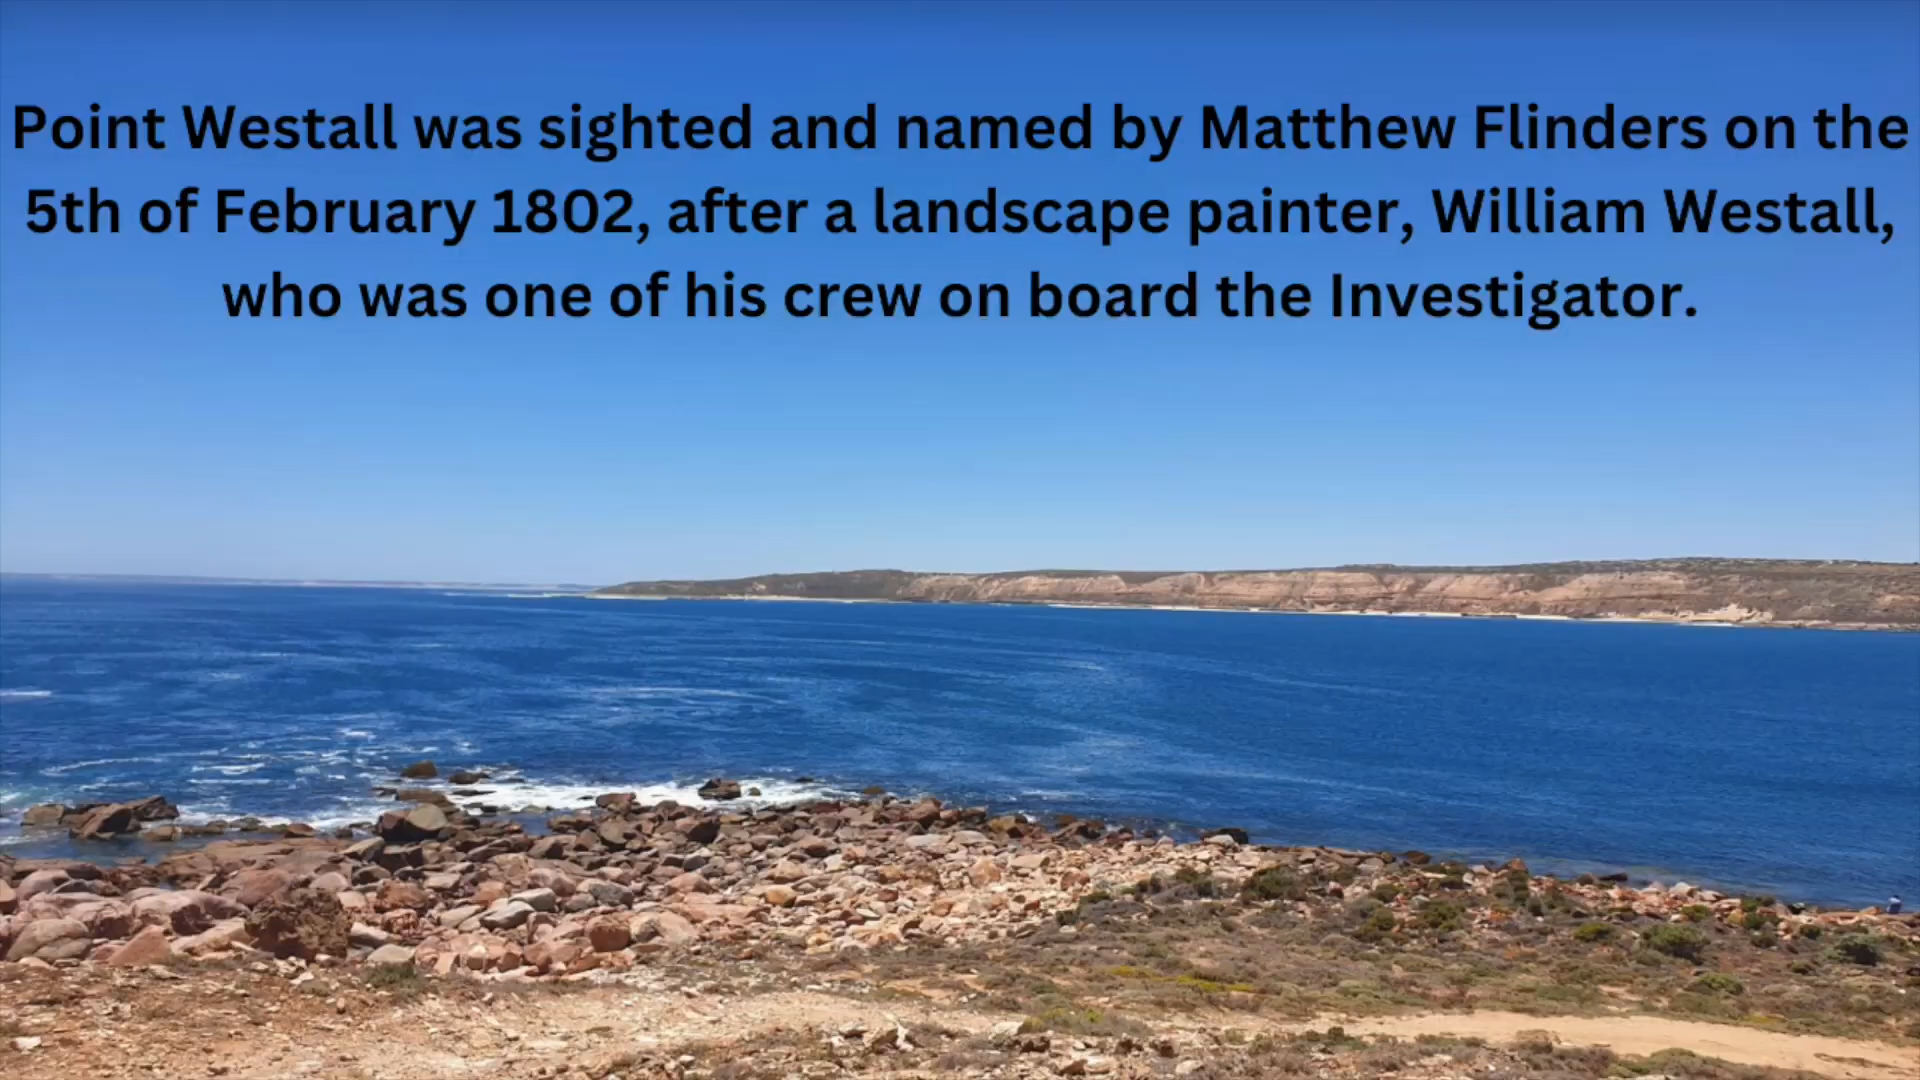 Point Westall was sighted and named by Matthew Flinders on the
5th of February 1802, after a landscape painter, William Westall,
who was one of his crew on board the Investigator.